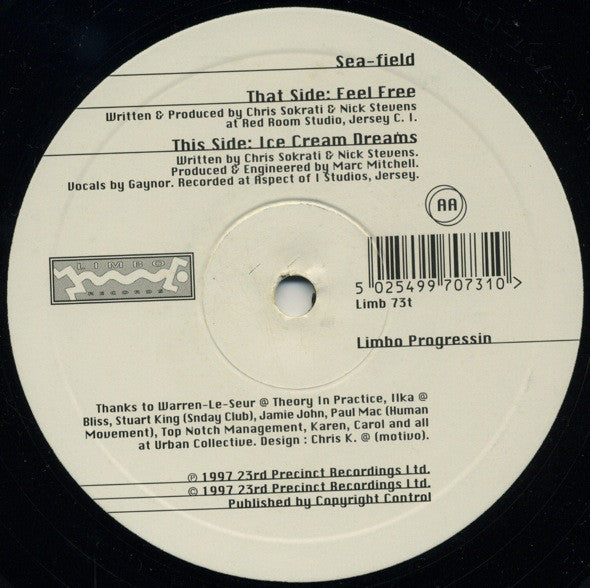 Sea-field
That Side: Feel Free
Written & Produced by Chris Sokrati & Nick Stevens
at Red Room Studio, Jersey C. I.
This Side: Ice Cream Dreams
Written by Chris Sokrati & Nick Stevens.
Produced & Engineered by Marc Mitchell.
Vocals by Gaynor. Recorded at Aspect of I Studios, Jersey.
AA
LIMBO
RECORDS
5 025499 707310 >
Limb 73t
Limbo Progressin
Thanks to Warren-Le-Seur @ Theory In Practice, Ilka @
Bliss, Stuart King (Snday Club), Jamie John, Paul Mac (Human
Movement), Top Notch Management, Karen, Carol and all
at Urban Collective. Design : Chris K. @ (motivo).
℗ 1997 23rd Precinct Recordings Ltd.
© 1997 23rd Precinct Recordings Ltd.
Published by Copyright Control